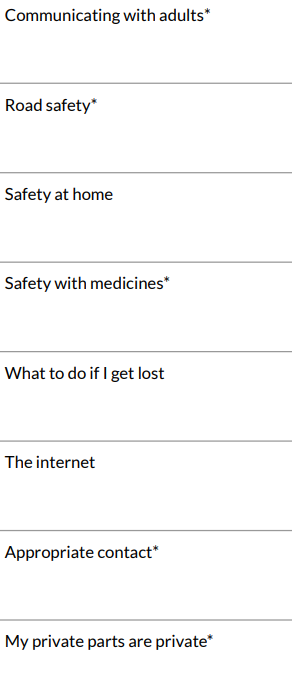 Communicating with adults*
Road safety*
Safety at home
Safety with medicines*
What to do if I get lost
The internet
Appropriate contact*
My private parts are private*